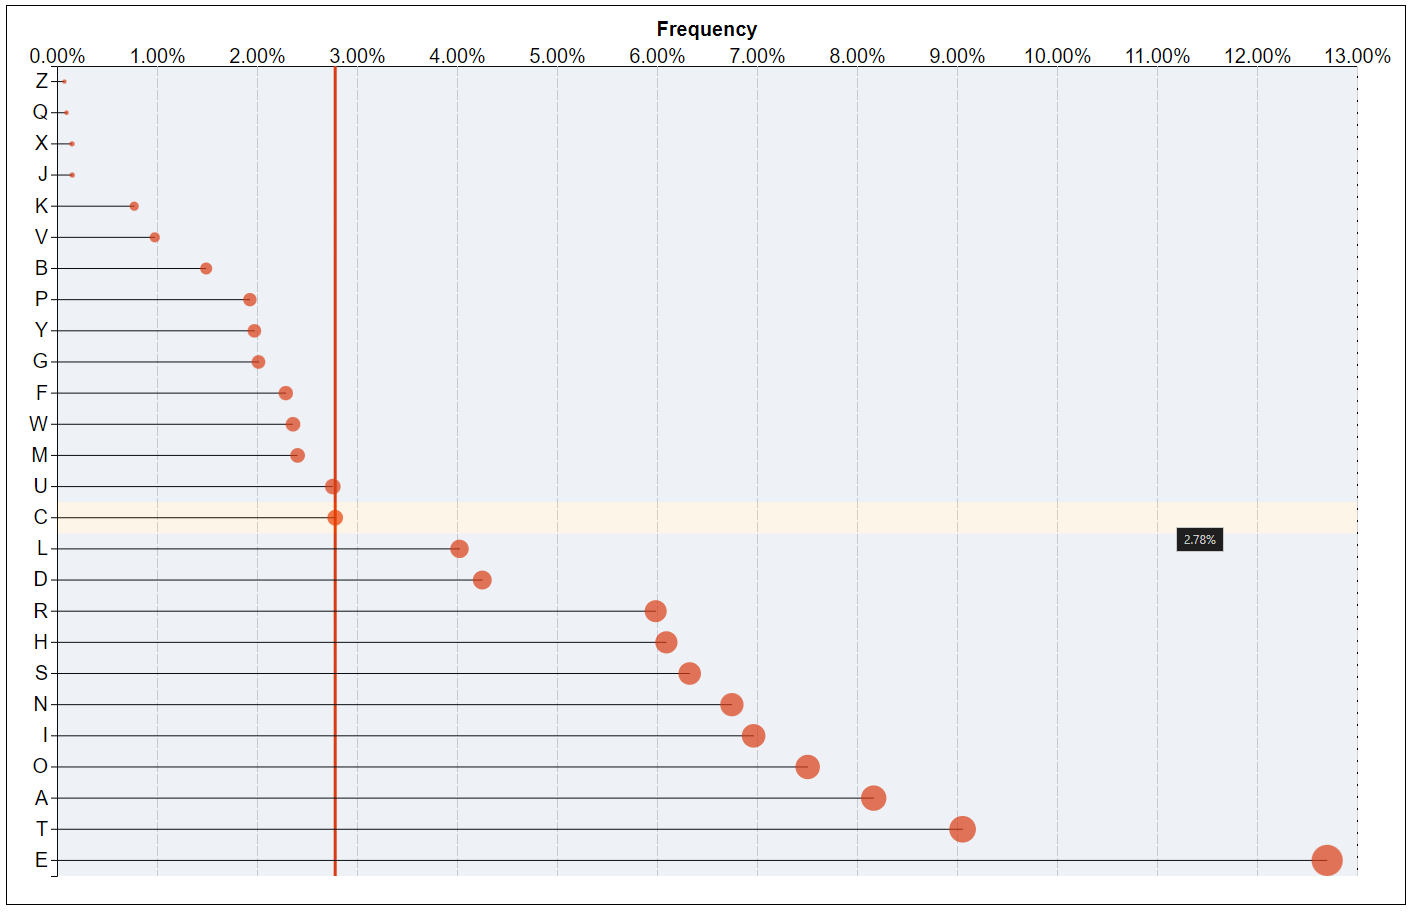 Frequency
0.00% 1.00% 2.00% 3.00% 4.00% 5.00% 6.00% 7.00% 8.00% 9.00% 10.00% 11.00% 12.00% 13.00%
Z
Q
X
J
K
V
B
P
Y
G
F
W
M
U
C
2.78%
L
D
R
H
S
N
I
O
A
T
E